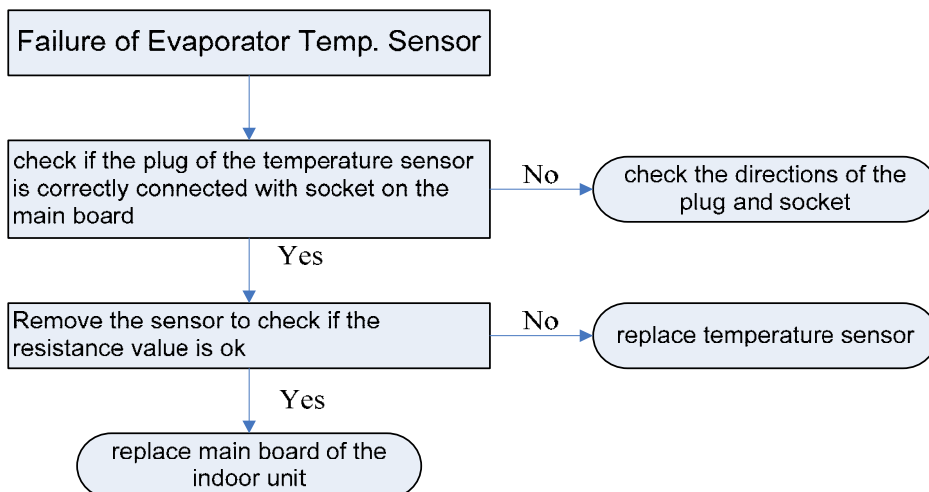 Failure of Evaporator Temp. Sensor
check if the plug of the temperature sensor
is correctly connected with socket on the
main board
No
check the directions of the
plug and socket
Yes
Remove the sensor to check if the
resistance value is ok
No
replace temperature sensor
Yes
replace main board of the
indoor unit